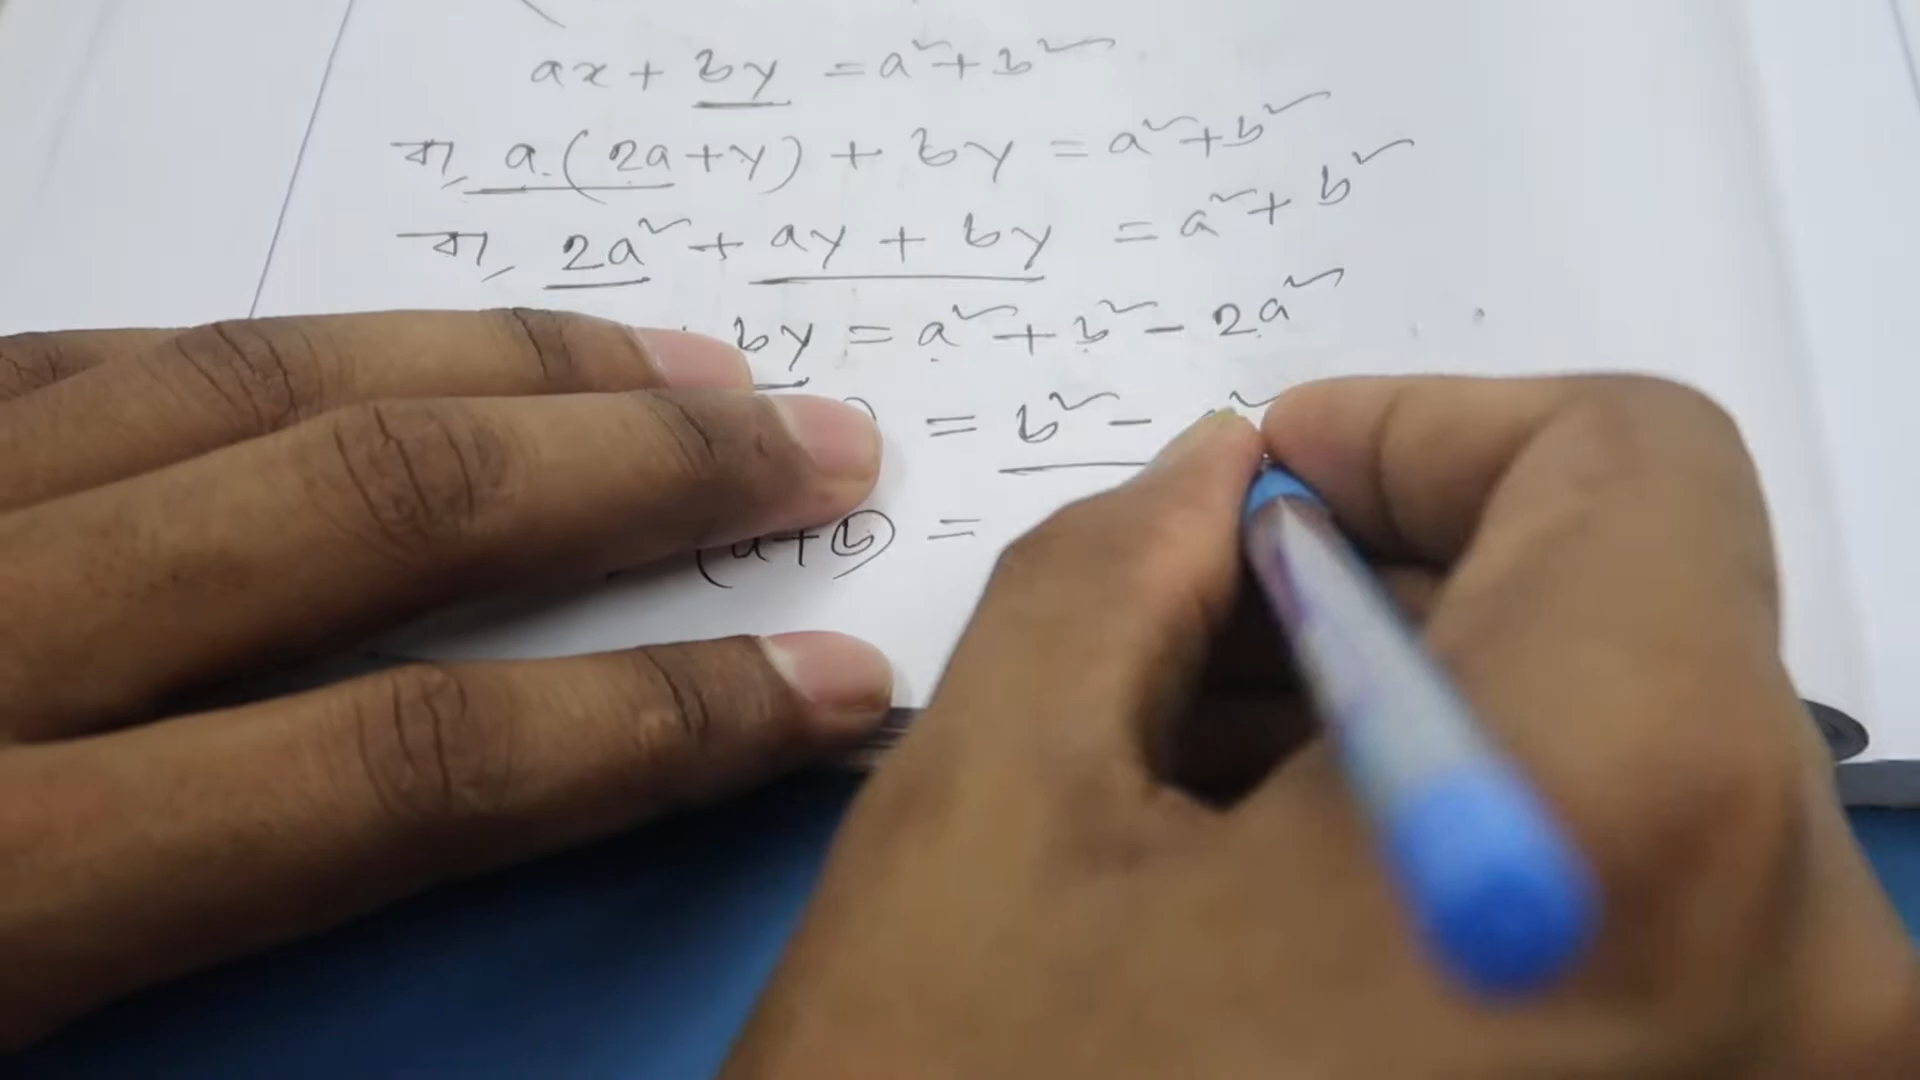 ax + by = a² + b²
বা, a(2a+y) + by = a² + b²
বা, 2a² + ay + by = a² + b²
by = a² + b² - 2a²
= b² -
(a+b =